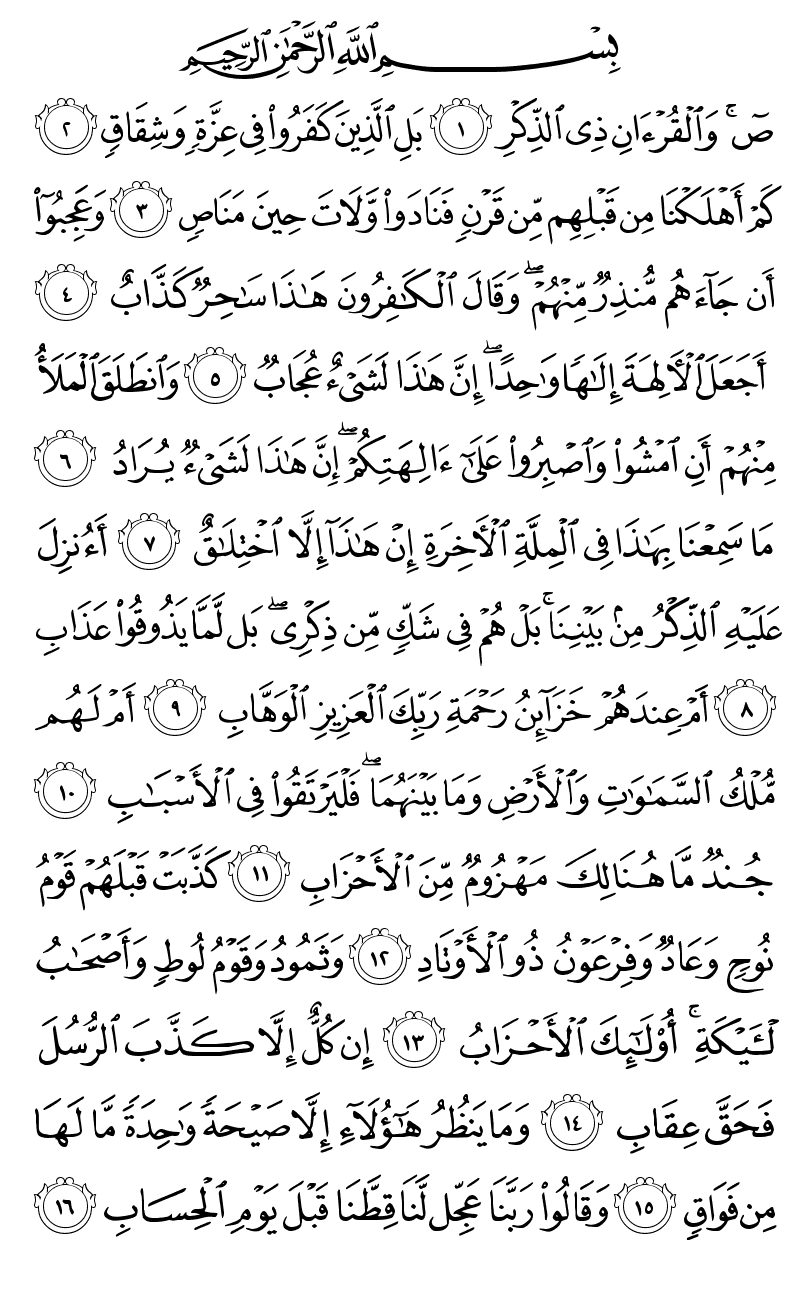 بِسْمِ ٱللَّهِ ٱلرَّحْمَٰنِ ٱلرَّحِيمِ
صٓ ۚ وَٱلْقُرْءَانِ ذِى ٱلذِّكْرِ ١ بَلِ ٱلَّذِينَ كَفَرُوا۟ فِى عِزَّةٍ وَشِقَاقٍ ٢
كَمْ أَهْلَكْنَا مِن قَبْلِهِم مِّن قَرْنٍ فَنَادَوا۟ وَّلَاتَ حِينَ مَنَاصٍ ٣ وَعَجِبُوٓا۟
أَن جَآءَهُم مُّنذِرٌ مِّنْهُمْ ۖ وَقَالَ ٱلْكَٰفِرُونَ هَٰذَا سَٰحِرٌ كَذَّابٌ ٤
أَجَعَلَ ٱلْأَلِهَةَ إِلَٰهًا وَٰحِدًا ۖ إِنَّ هَٰذَا لَشَىْءٌ عُجَابٌ ٥ وَٱنطَلَقَ ٱلْمَلَأُ
مِنْهُمْ أَنِ ٱمْشُوا۟ وَٱصْبِرُوا۟ عَلَىٰٓ ءَالِهَتِكُمْ ۖ إِنَّ هَٰذَا لَشَىْءٌ يُرَادُ ٦
مَا سَمِعْنَا بِهَٰذَا فِى ٱلْمِلَّةِ ٱلْأَخِرَةِ إِنْ هَٰذَآ إِلَّا ٱخْتِلَٰقٌ ٧ أَءُنزِلَ
عَلَيْهِ ٱلذِّكْرُ مِنۢ بَيْنِنَا ۚ بَلْ هُمْ فِى شَكٍّ مِّن ذِكْرِى ۖ بَل لَّمَّا يَذُوقُوا۟ عَذَابِ
٨ أَمْ عِندَهُمْ خَزَآئِنُ رَحْمَةِ رَبِّكَ ٱلْعَزِيزِ ٱلْوَهَّابِ ٩ أَمْ لَهُم
مُّلْكُ ٱلسَّمَٰوَٰتِ وَٱلْأَرْضِ وَمَا بَيْنَهُمَا ۖ فَلْيَرْتَقُوا۟ فِى ٱلْأَسْبَٰبِ ١٠
جُندٌ مَّا هُنَالِكَ مَهْزُومٌ مِّنَ ٱلْأَحْزَابِ ١١ كَذَّبَتْ قَبْلَهُمْ قَوْمُ
نُوحٍ وَعَادٌ وَفِرْعَوْنُ ذُو ٱلْأَوْتَادِ ١٢ وَثَمُودُ وَقَوْمُ لُوطٍ وَأَصْحَٰبُ
لْـَٔيْكَةِ ۚ أُو۟لَٰٓئِكَ ٱلْأَحْزَابُ ١٣ إِن كُلٌّ إِلَّا كَذَّبَ ٱلرُّسُلَ
فَحَقَّ عِقَابِ ١٤ وَمَا يَنظُرُ هَٰٓؤُلَآءِ إِلَّا صَيْحَةً وَٰحِدَةً مَّا لَهَا
مِن فَوَاقٍ ١٥ وَقَالُوا۟ رَبَّنَا عَجِّل لَّنَا قِطَّنَا قَبْلَ يَوْمِ ٱلْحِسَابِ ١٦